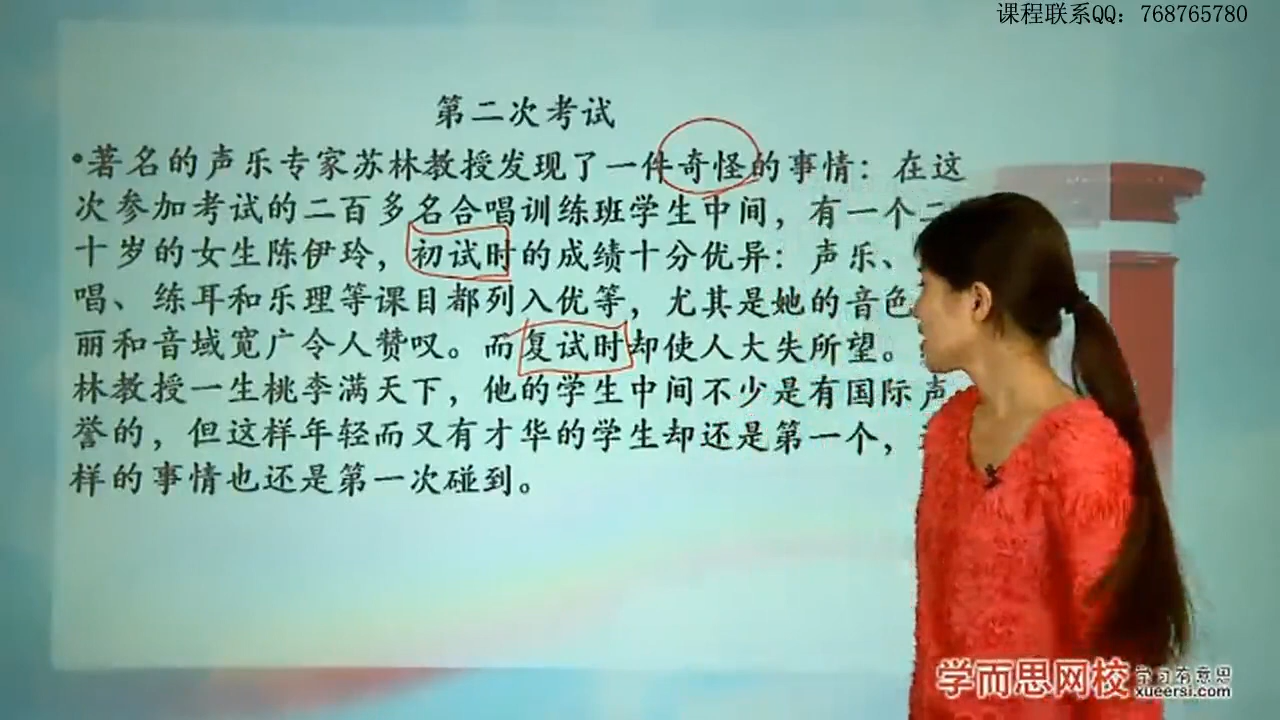 课程联系QQ：768765780
第二次考试
•著名的声乐专家苏林教授发现了一件奇怪的事情：在这
次参加考试的二百多名合唱训练班学生中间，有一个二
十岁的女生陈伊玲，初试时的成绩十分优异：声乐、
唱、练耳和乐理等课目都列入优等，尤其是她的音色
丽和音域宽广令人赞叹。而复试时却使人大失所望。
林教授一生桃李满天下，他的学生中间不少是有国际声
誉的，但这样年轻而又有才华的学生却还是第一个，
样的事情也还是第一次碰到。
学而思网校 学习有意思
xueersi.com